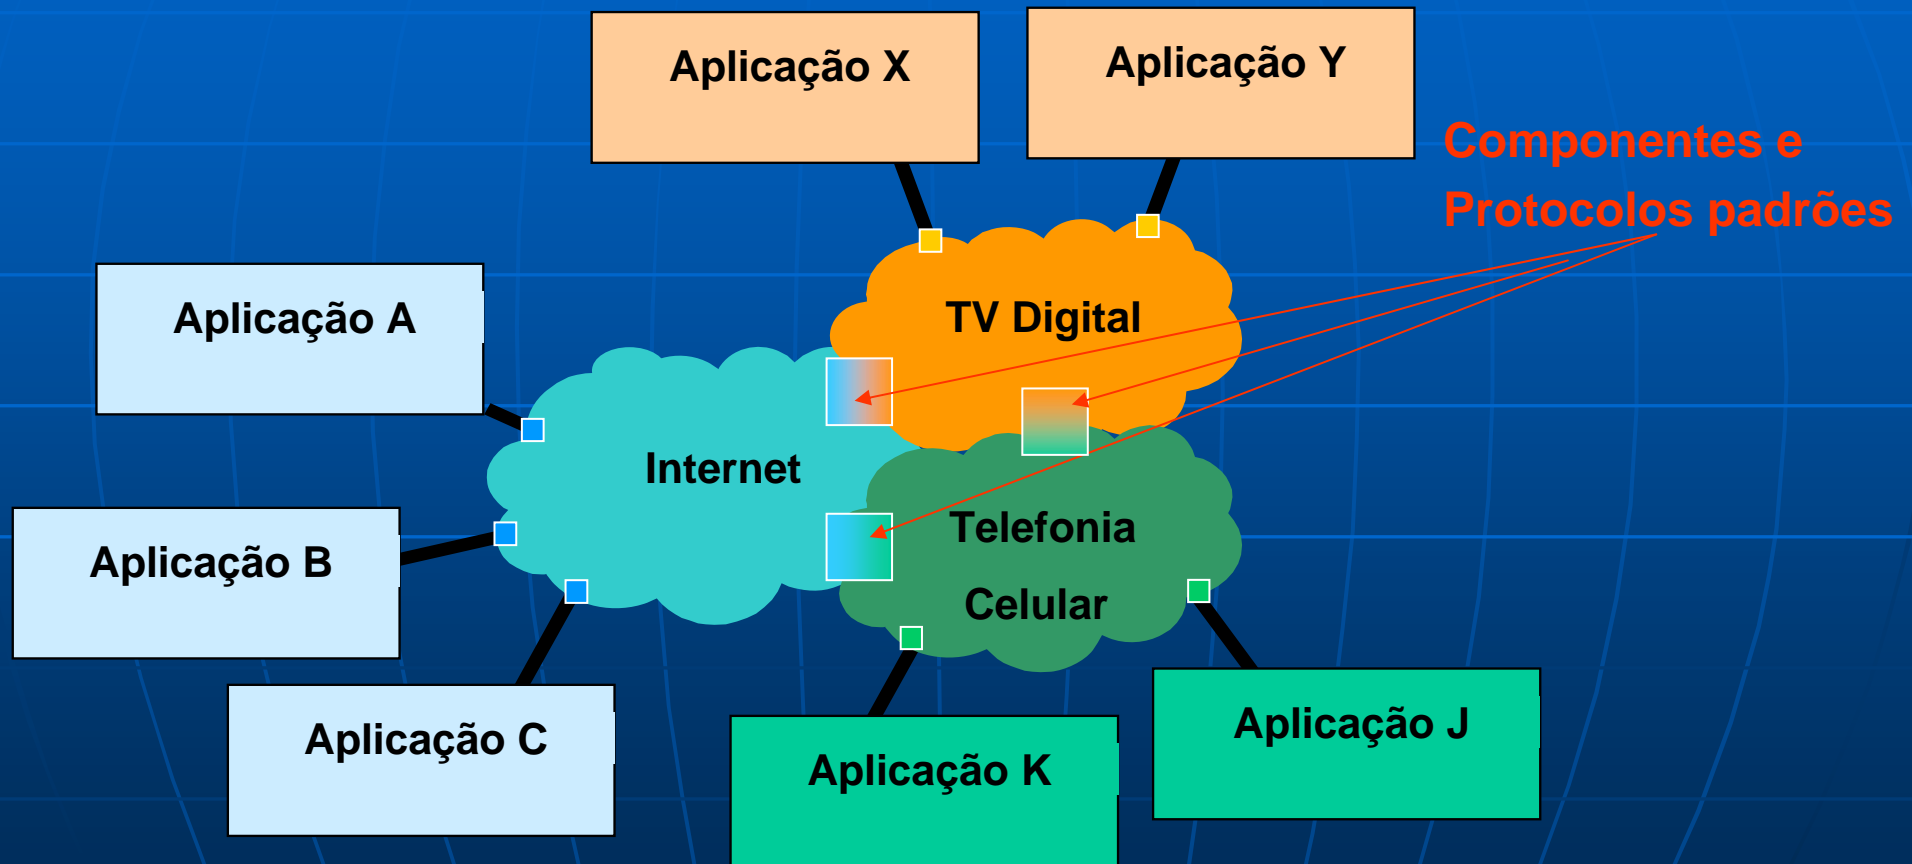 Aplicação X
Aplicação Y
Componentes e
Protocolos padrões
Aplicação A
TV Digital
Internet
Telefonia
Celular
Aplicação B
Aplicação C
Aplicação K
Aplicação J